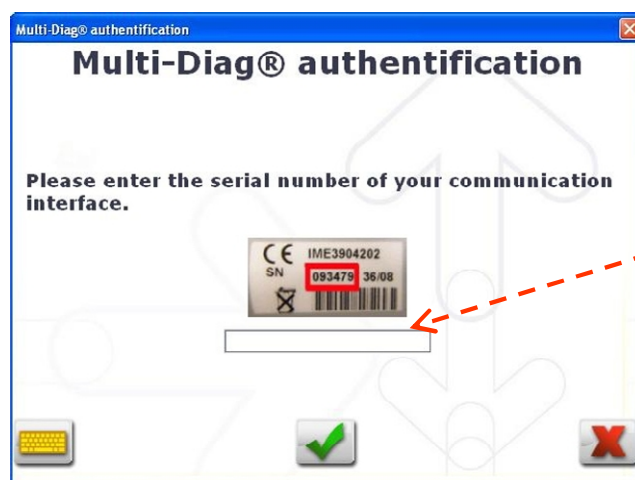 Multi-Diag® authentification
Multi-Diag® authentification
Please enter the serial number of your communication
interface.
CE IME3904202
SN 093479 36/08